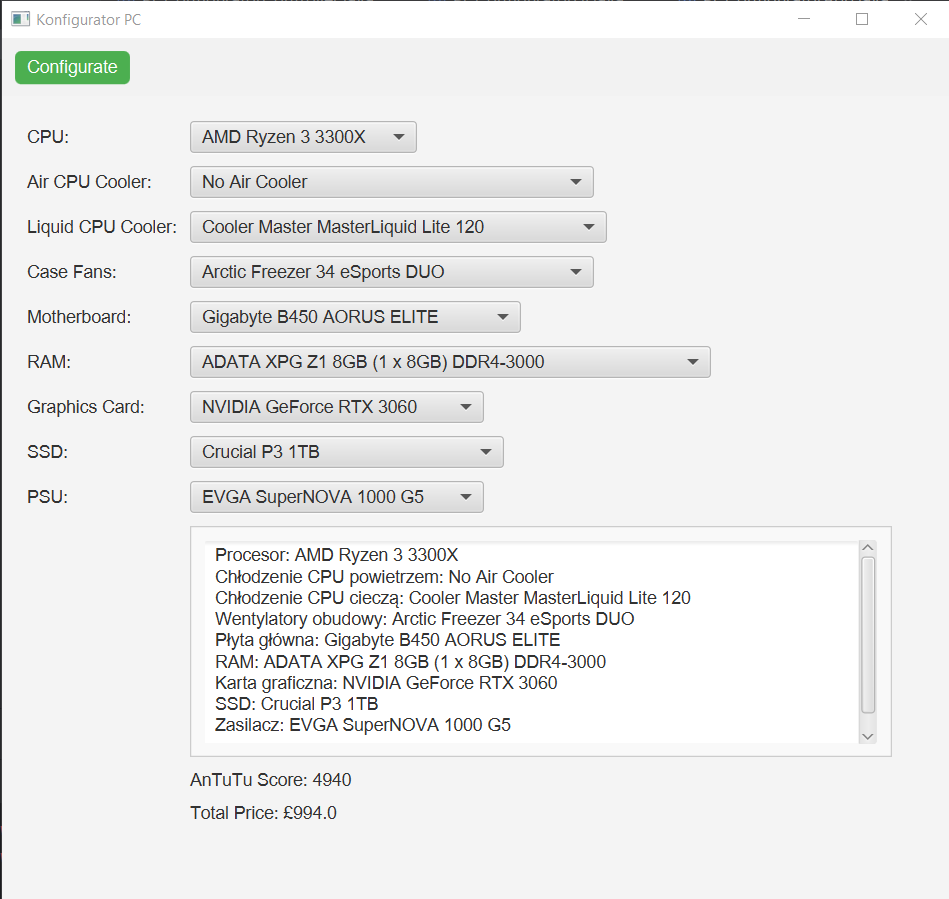 Konfigurator PC
Configurate
CPU: AMD Ryzen 3 3300X
Air CPU Cooler: No Air Cooler
Liquid CPU Cooler: Cooler Master MasterLiquid Lite 120
Case Fans: Arctic Freezer 34 eSports DUO
Motherboard: Gigabyte B450 AORUS ELITE
RAM: ADATA XPG Z1 8GB (1 x 8GB) DDR4-3000
Graphics Card: NVIDIA GeForce RTX 3060
SSD: Crucial P3 1TB
PSU: EVGA SuperNOVA 1000 G5
Procesor: AMD Ryzen 3 3300X
Chłodzenie CPU powietrzem: No Air Cooler
Chłodzenie CPU cieczą: Cooler Master MasterLiquid Lite 120
Wentylatory obudowy: Arctic Freezer 34 eSports DUO
Płyta główna: Gigabyte B450 AORUS ELITE
RAM: ADATA XPG Z1 8GB (1 x 8GB) DDR4-3000
Karta graficzna: NVIDIA GeForce RTX 3060
SSD: Crucial P3 1TB
Zasilacz: EVGA SuperNOVA 1000 G5
AnTuTu Score: 4940
Total Price: £994.0